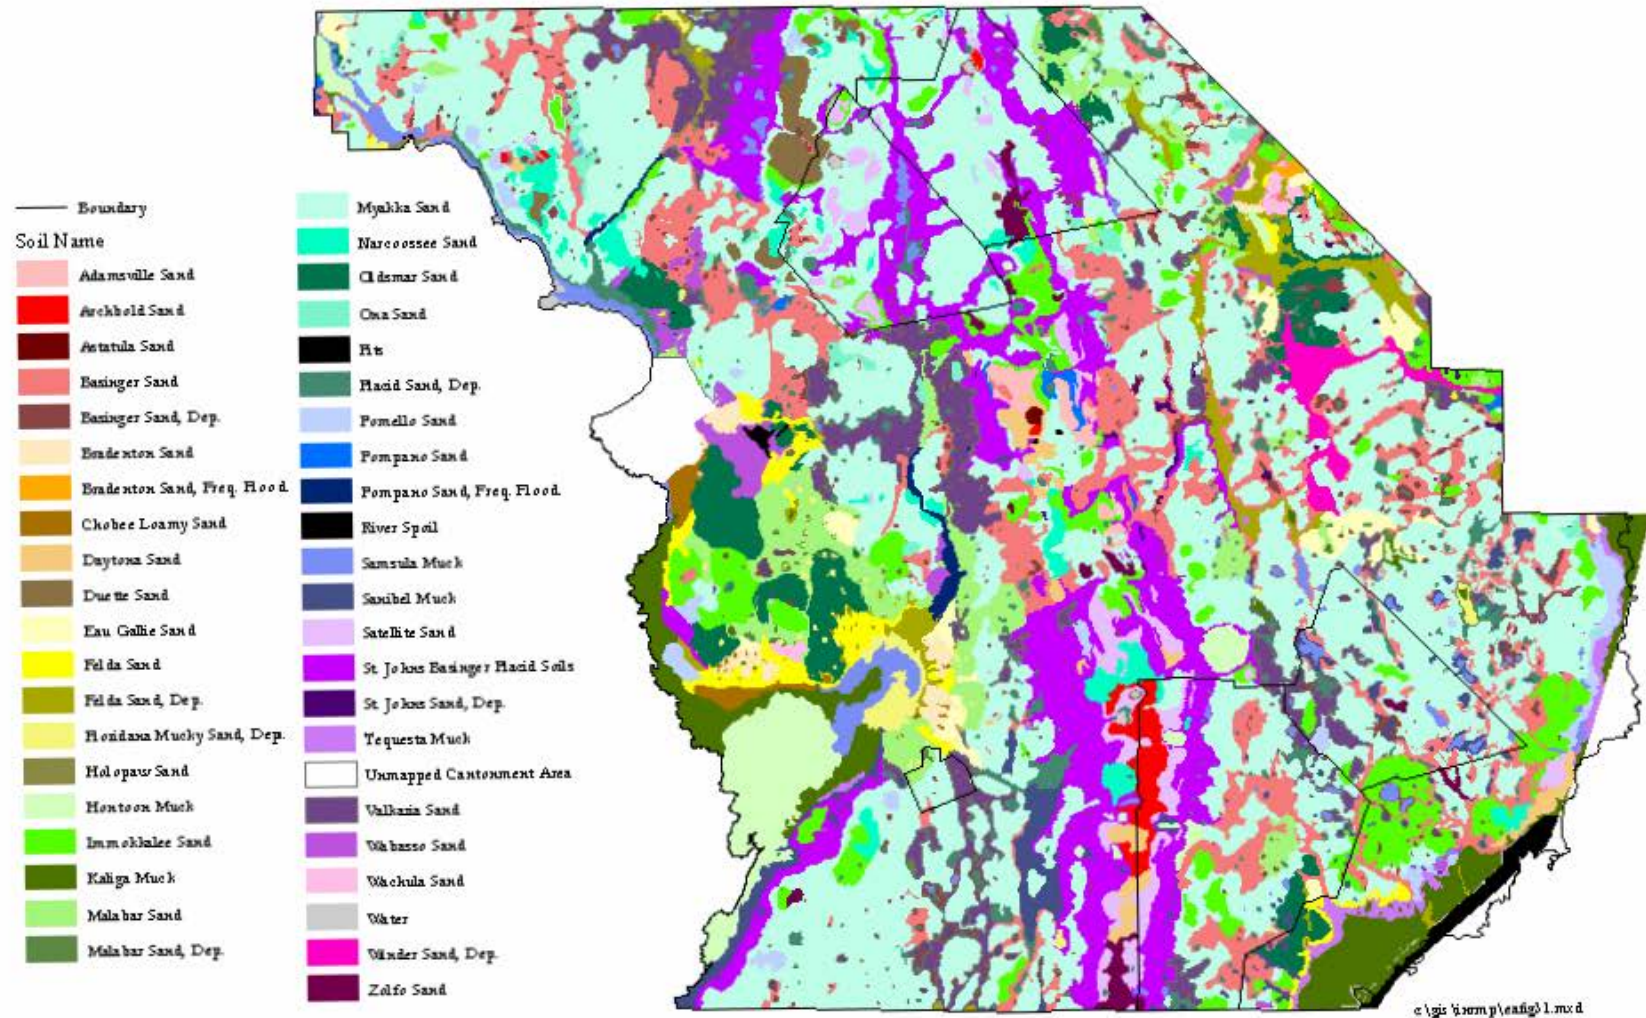 Boundary
Soil Name
Adamsville Sand
Archbold Sand
Astatula Sand
Basinger Sand
Basinger Sand, Dep.
Bradenton Sand
Bradenton Sand, Freq. Flood.
Chobee Loamy Sand
Daytona Sand
Duette Sand
Eau Gallie Sand
Felda Sand
Felda Sand, Dep.
Floridana Mucky Sand, Dep.
Holopaw Sand
Hontoon Muck
Immokkalee Sand
Kaliga Muck
Malabar Sand
Malabar Sand, Dep.
Myakka Sand
Narcoossee Sand
Oldsmar Sand
Ona Sand
Pits
Placid Sand, Dep.
Pomello Sand
Pompano Sand
Pompano Sand, Freq. Flood.
River Spoil
Samsula Muck
Sanibel Muck
Satellite Sand
St. Johns Basinger Placid Soils
St. Johns Sand, Dep.
Tequesta Muck
Unmapped Cantonment Area
Valkaria Sand
Wabasso Sand
Wachula Sand
Water
Winder Sand, Dep.
Zolfo Sand